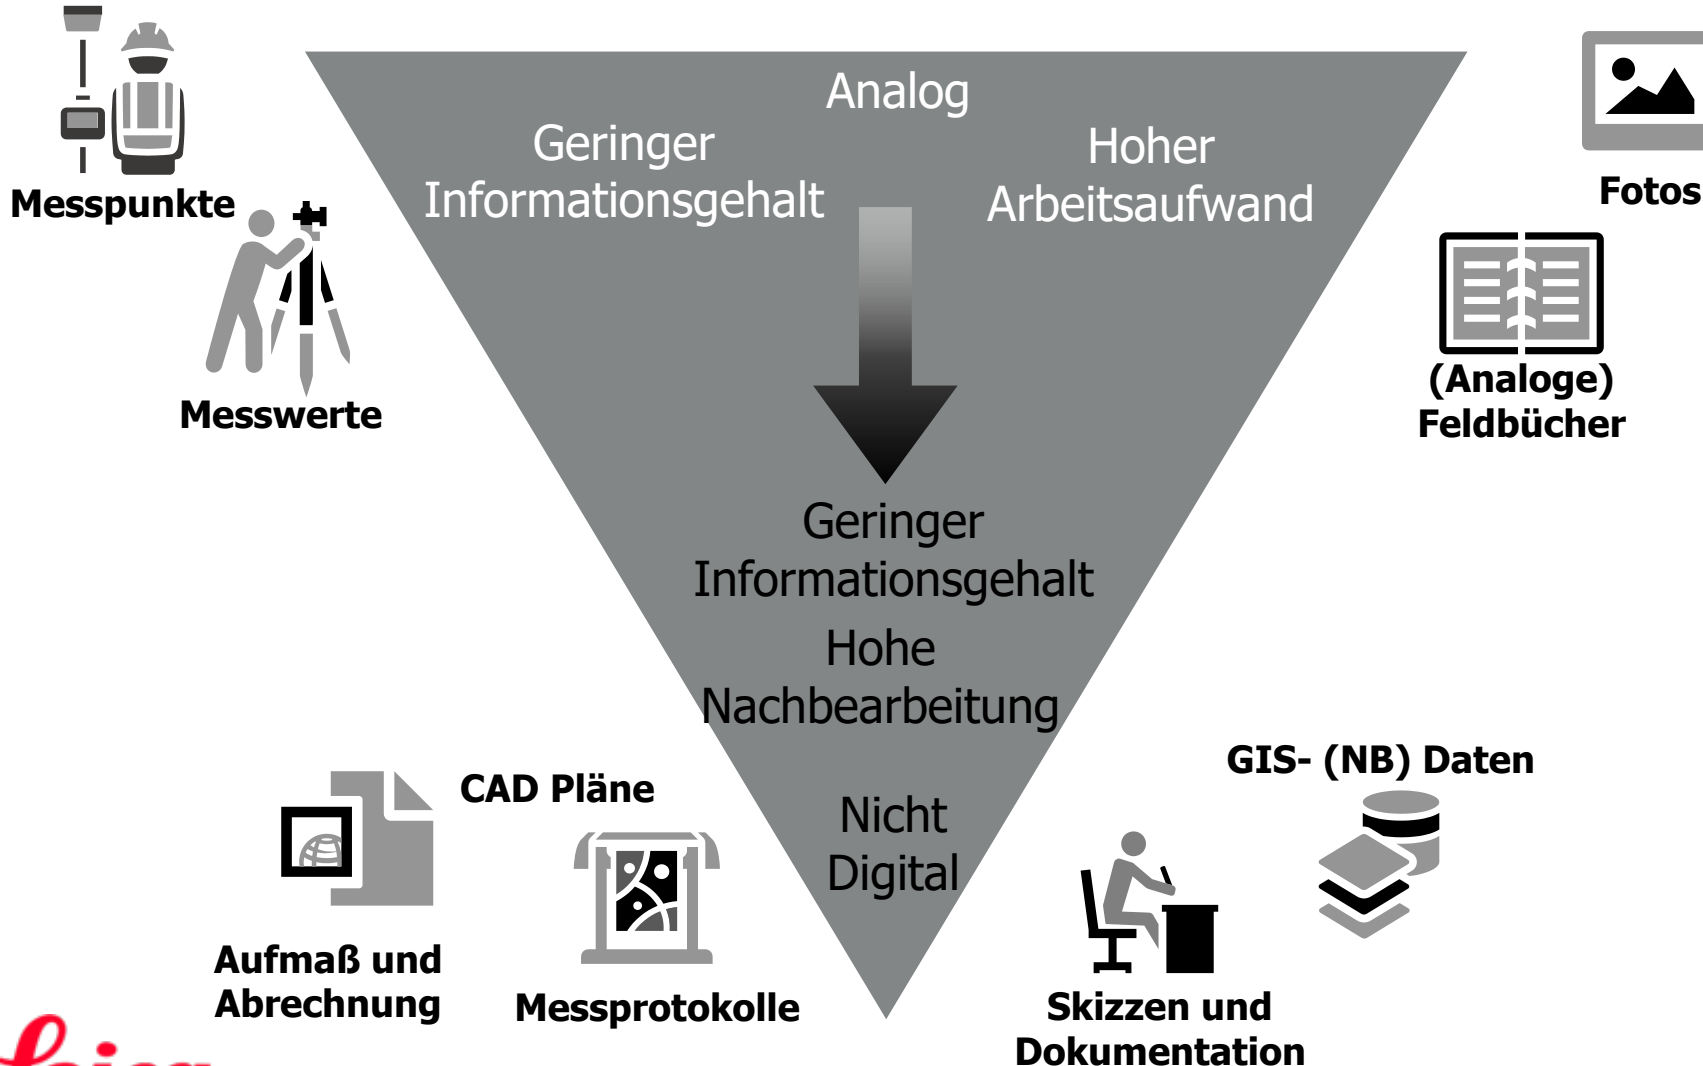 Analog
Geringer
Informationsgehalt
Hoher
Arbeitsaufwand
Messpunkte
Fotos
Messwerte
(Analoge)
Feldbücher
Geringer
Informationsgehalt
Hohe
Nachbearbeitung
Nicht
Digital
CAD Pläne
GIS- (NB) Daten
Aufmaß und
Abrechnung
Messprotokolle
Skizzen und
Dokumentation